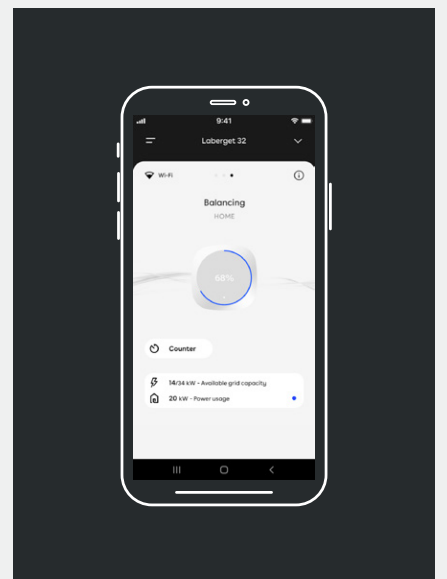 9:41
Laberget 32
Wi-Fi
Balancing
HOME
68%
Counter
14/34 kW - Available grid capacity
20 kW - Power usage